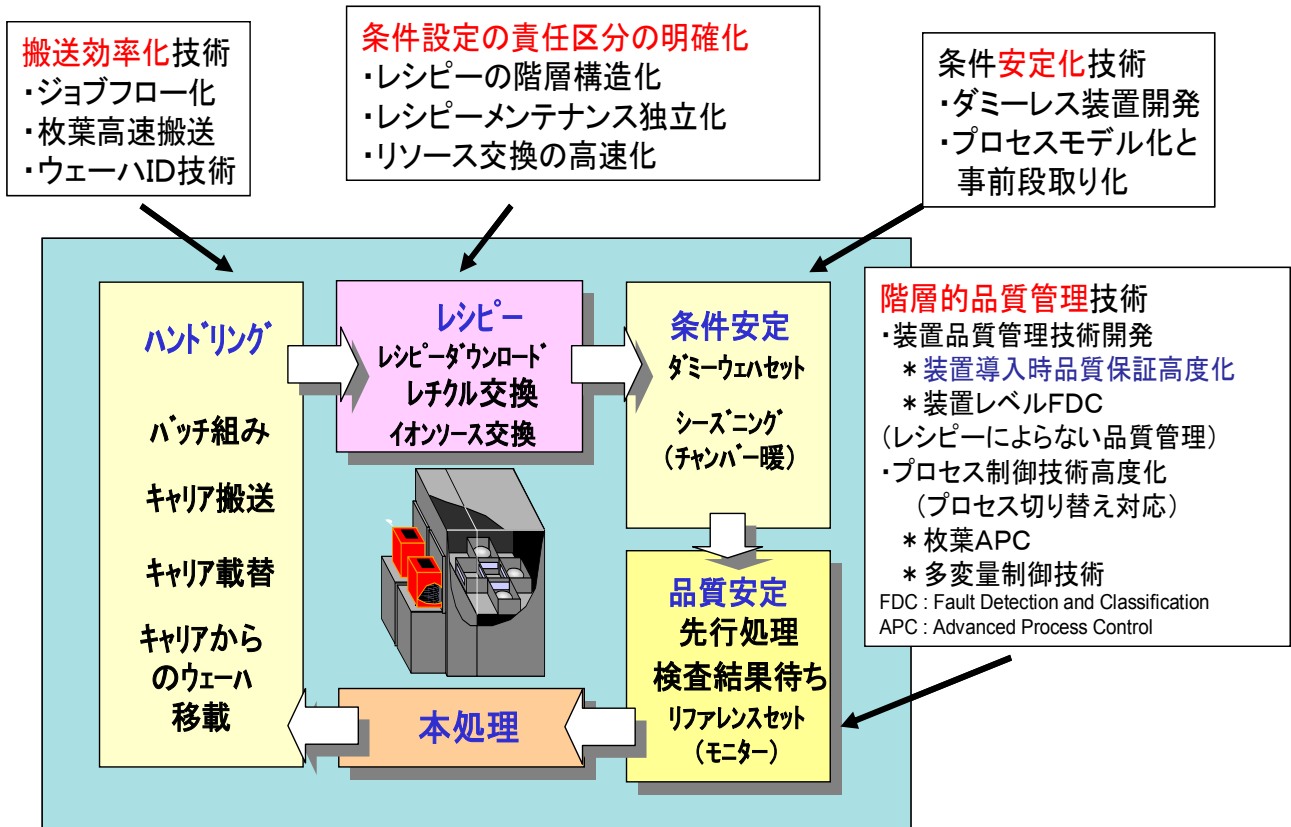 搬送効率化技術
・ジョブフロー化
・枚葉高速搬送
・ウェーハID技術
条件設定の責任区分の明確化
・レシピーの階層構造化
・レシピーメンテナンス独立化
・リソース交換の高速化
条件安定化技術
・ダミーレス装置開発
・プロセスモデル化と
事前段取り化
階層的品質管理技術
・装置品質管理技術開発
＊装置導入時品質保証高度化
＊装置レベルFDC
（レシピーによらない品質管理）
・プロセス制御技術高度化
（プロセス切り替え対応）
＊枚葉APC
＊多変量制御技術
FDC : Fault Detection and Classification
APC : Advanced Process Control
ﾊﾝﾄﾞﾘﾝｸﾞ
ﾊﾞｯﾁ組み
ｷｬﾘｱ搬送
ｷｬﾘｱ載替
ｷｬﾘｱから
のｳｪｰﾊ
移載
ﾚｼﾋﾟｰ
ﾚｼﾋﾟｰﾀﾞｳﾝﾛｰﾄﾞ
ﾚﾁｸﾙ交換
ｲｵﾝｿｰｽ交換
条件安定
ﾀﾞﾐｰｳｪﾊｾｯﾄ
ｼｰｽﾞﾆﾝｸﾞ
（ﾁｬﾝﾊﾞｰ暖）
品質安定
先行処理
検査結果待ち
ﾘﾌｧﾚﾝｽｾｯﾄ
（ﾓﾆﾀｰ）
本処理